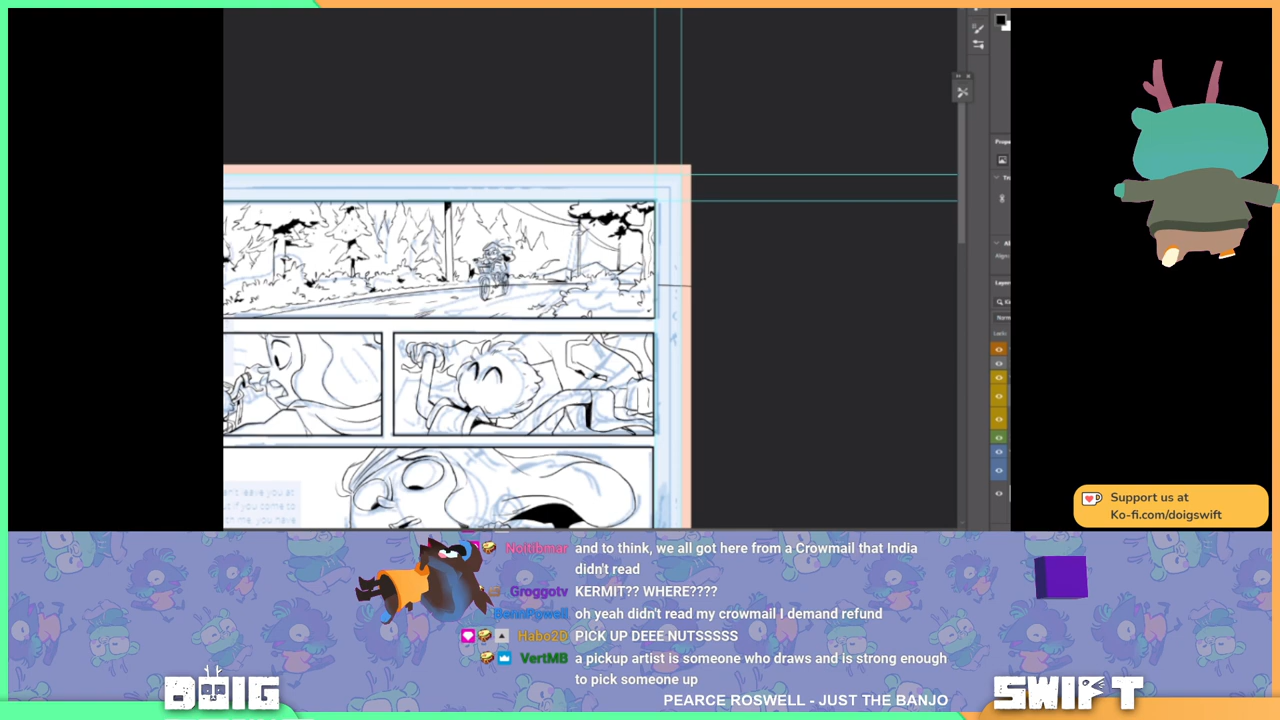 Support us at
Ko-fi.com/doigswift
Noitibmar and to think, we all got here from a Crowmail that India
didn't read
Groggotv KERMIT?? WHERE????
BennPowell oh yeah didn't read my crowmail I demand refund
Habo2D PICK UP DEEE NUTSSSSS
VertMB a pickup artist is someone who draws and is strong enough
to pick someone up
PEARCE ROSWELL - JUST THE BANJO
DOIG
SWIFT